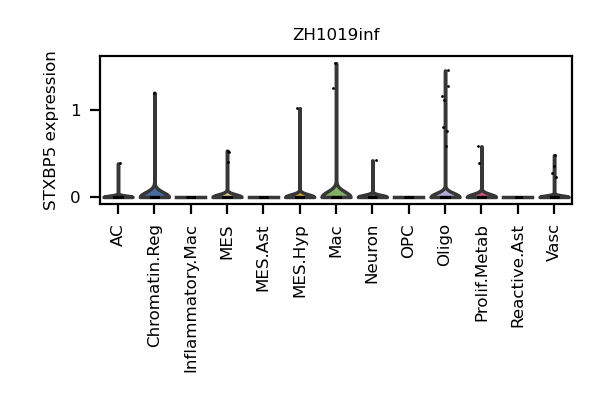 ZH1019inf
STXBP5 expression
1
0
AC
Chromatin.Reg
Inflammatory.Mac
MES
MES.Ast
MES.Hyp
Mac
Neuron
OPC
Oligo
Prolif.Metab
Reactive.Ast
Vasc